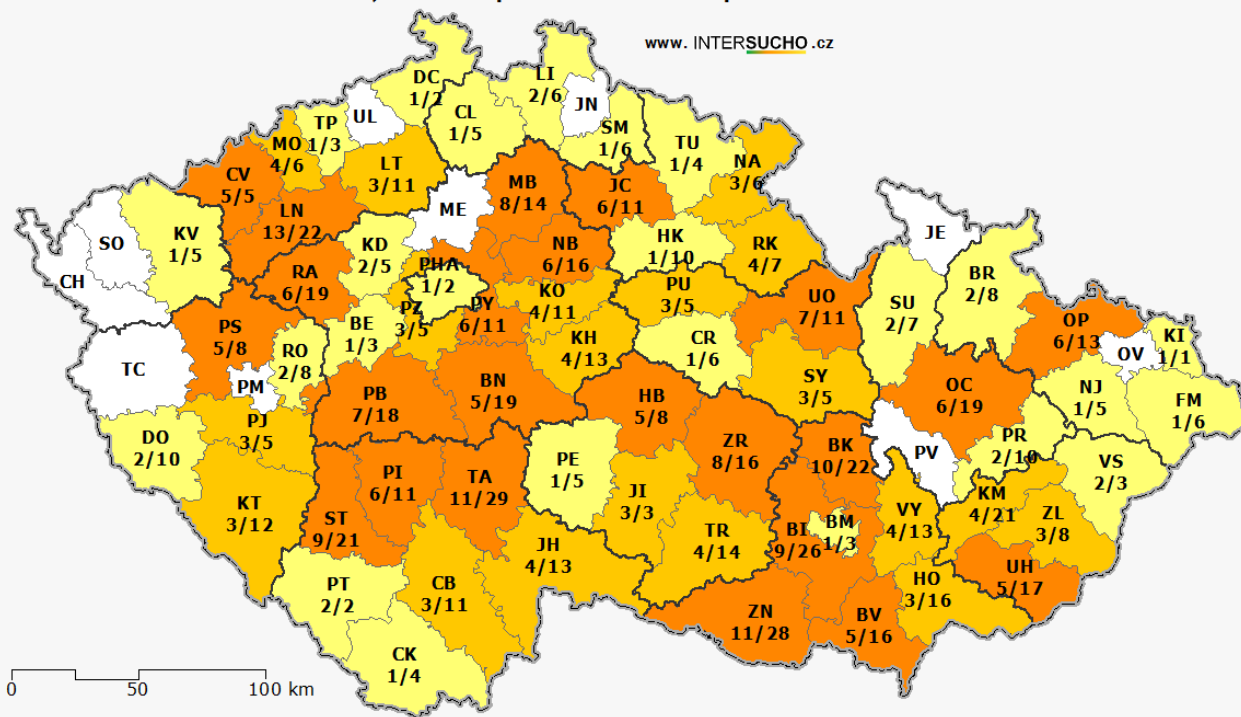 www. INTERSUCHO .cz
DC
1/2
LI
2/6
UL
CL
1/5
JN
TP
1/3
SM
1/6
MO
4/6
TU
1/4
LT
3/11
NA
3/6
CV
5/5
MB
8/14
JC
6/11
LN
13/22
ME
SO
KV
1/5
KD
2/5
NB
6/16
HK
1/10
RK
4/7
JE
CH
RA
6/19
PHA
1/2
BR
2/8
PZ
3/5
PY
6/11
KO
4/11
PU
3/5
UO
7/11
SU
2/7
PS
5/8
BE
1/3
OP
6/13
RO
2/8
KH
4/13
CR
1/6
OV
KI
1/1
TC
PM
PB
7/18
BN
5/19
HB
5/8
SY
3/5
OC
6/19
NJ
1/5
FM
1/6
PJ
3/5
DO
2/10
ZR
8/16
BK
10/22
PV
PR
2/10
VS
2/3
KT
3/12
PI
6/11
TA
11/29
PE
1/5
JI
3/3
KM
4/21
ST
9/21
VY
4/13
ZL
3/8
TR
4/14
BI
9/26
BM
1/3
JH
4/13
UH
5/17
PT
2/2
CB
3/11
HO
3/16
ZN
11/28
BV
5/16
CK
1/4
0 50 100 km